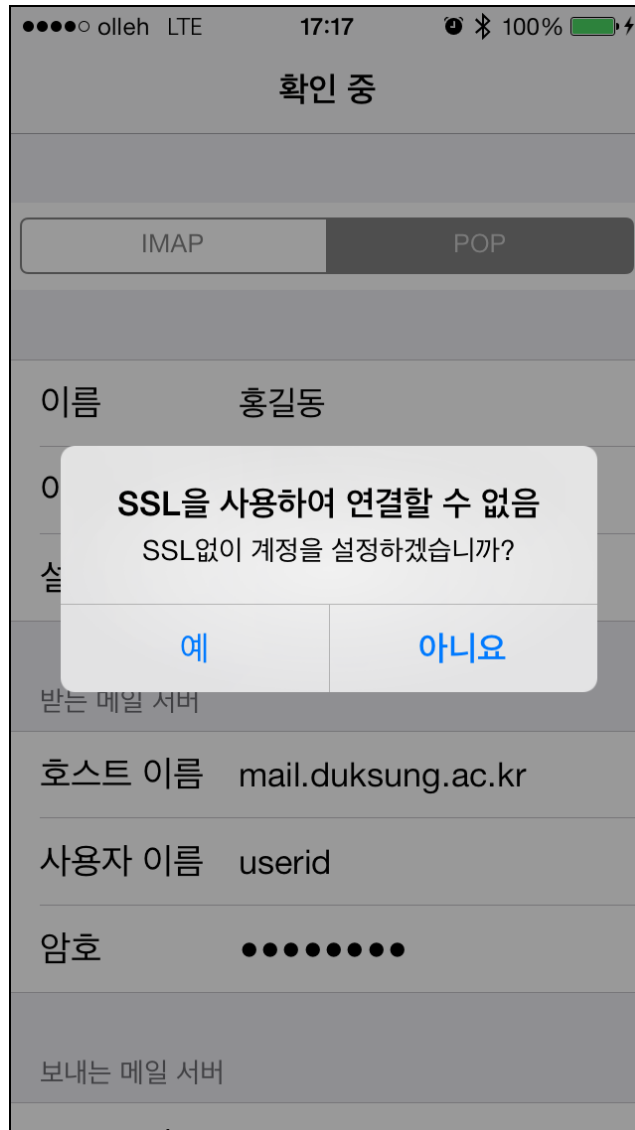 olleh LTE 17:17 100%
확인 중
IMAP POP
이름 홍길동
SSL을 사용하여 연결할 수 없음
SSL없이 계정을 설정하겠습니까?
예 아니요
받는 메일 서버
호스트 이름 mail.duksung.ac.kr
사용자 이름 userid
암호 ●●●●●●●●
보내는 메일 서버